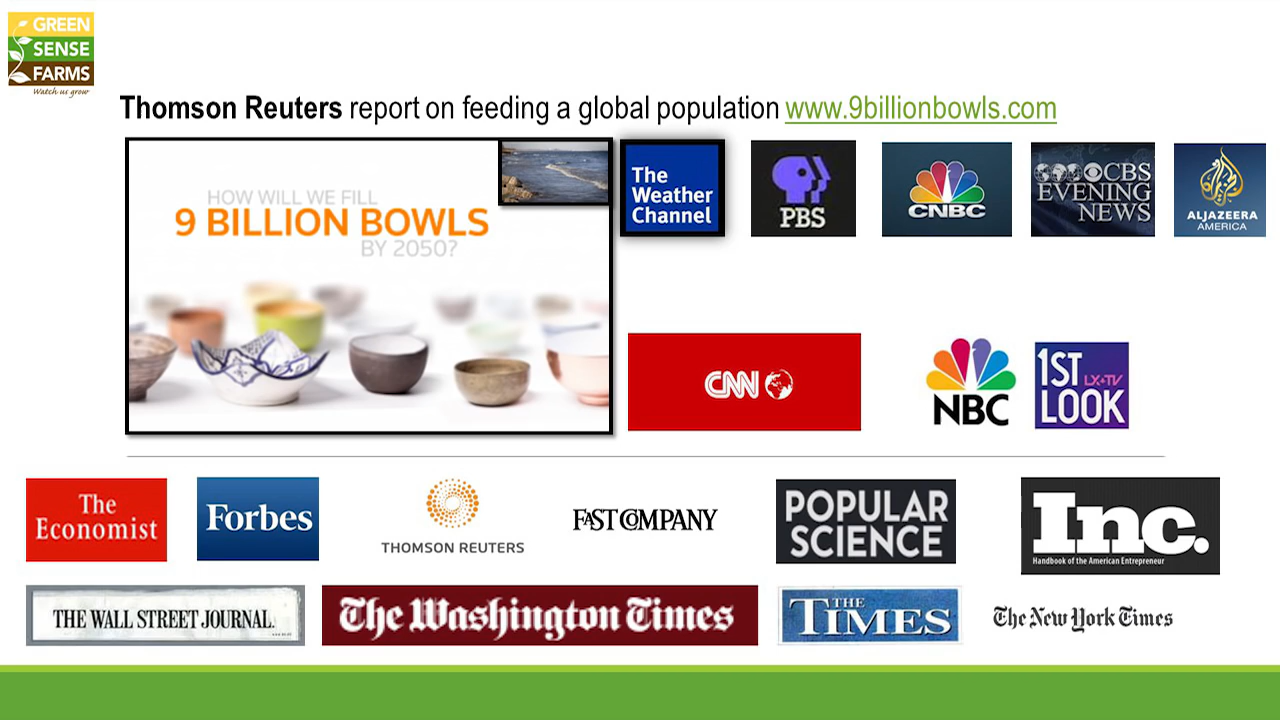 GREEN
SENSE
FARMS
Watch us grow
Thomson Reuters report on feeding a global population www.9billionbowls.com
HOW WILL WE FILL
9 BILLION BOWLS
BY 2050?
The
Weather
Channel
PBS
CNBC
CBS
EVENING
NEWS
ALJAZEERA
AMERICA
CNN
NBC
1ST
LX•TV
LOOK
The
Economist
Forbes
THOMSON REUTERS
FAST COMPANY
POPULAR
SCIENCE
Inc.
Handbook of the American Entrepreneur
THE WALL STREET JOURNAL.
The Washington Times
THE
TIMES
The New York Times